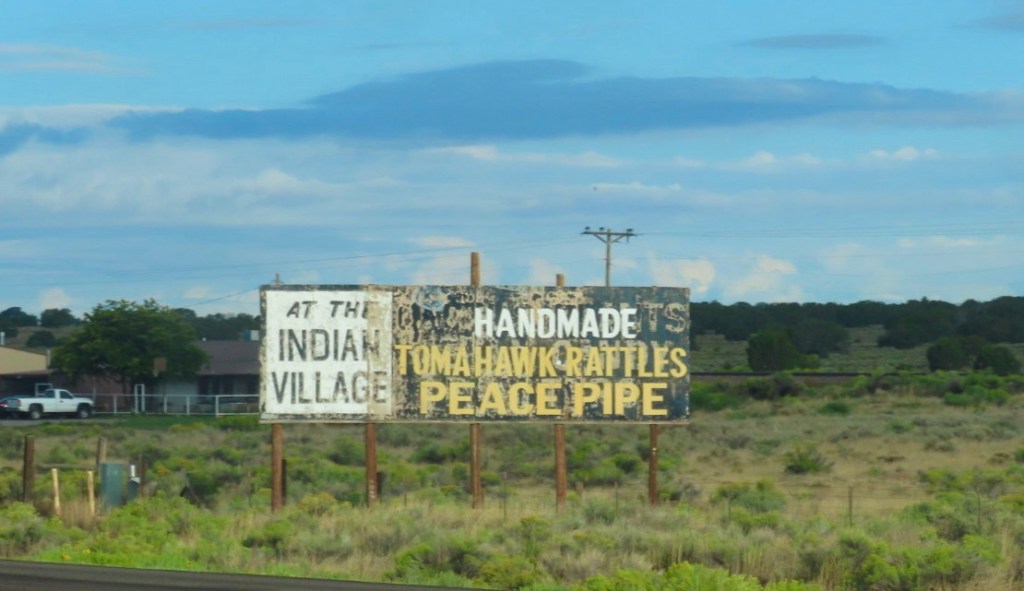 AT THE
INDIAN
VILLAGE
HANDMADE
TOMAHAWK-RATTLES
PEACE PIPE